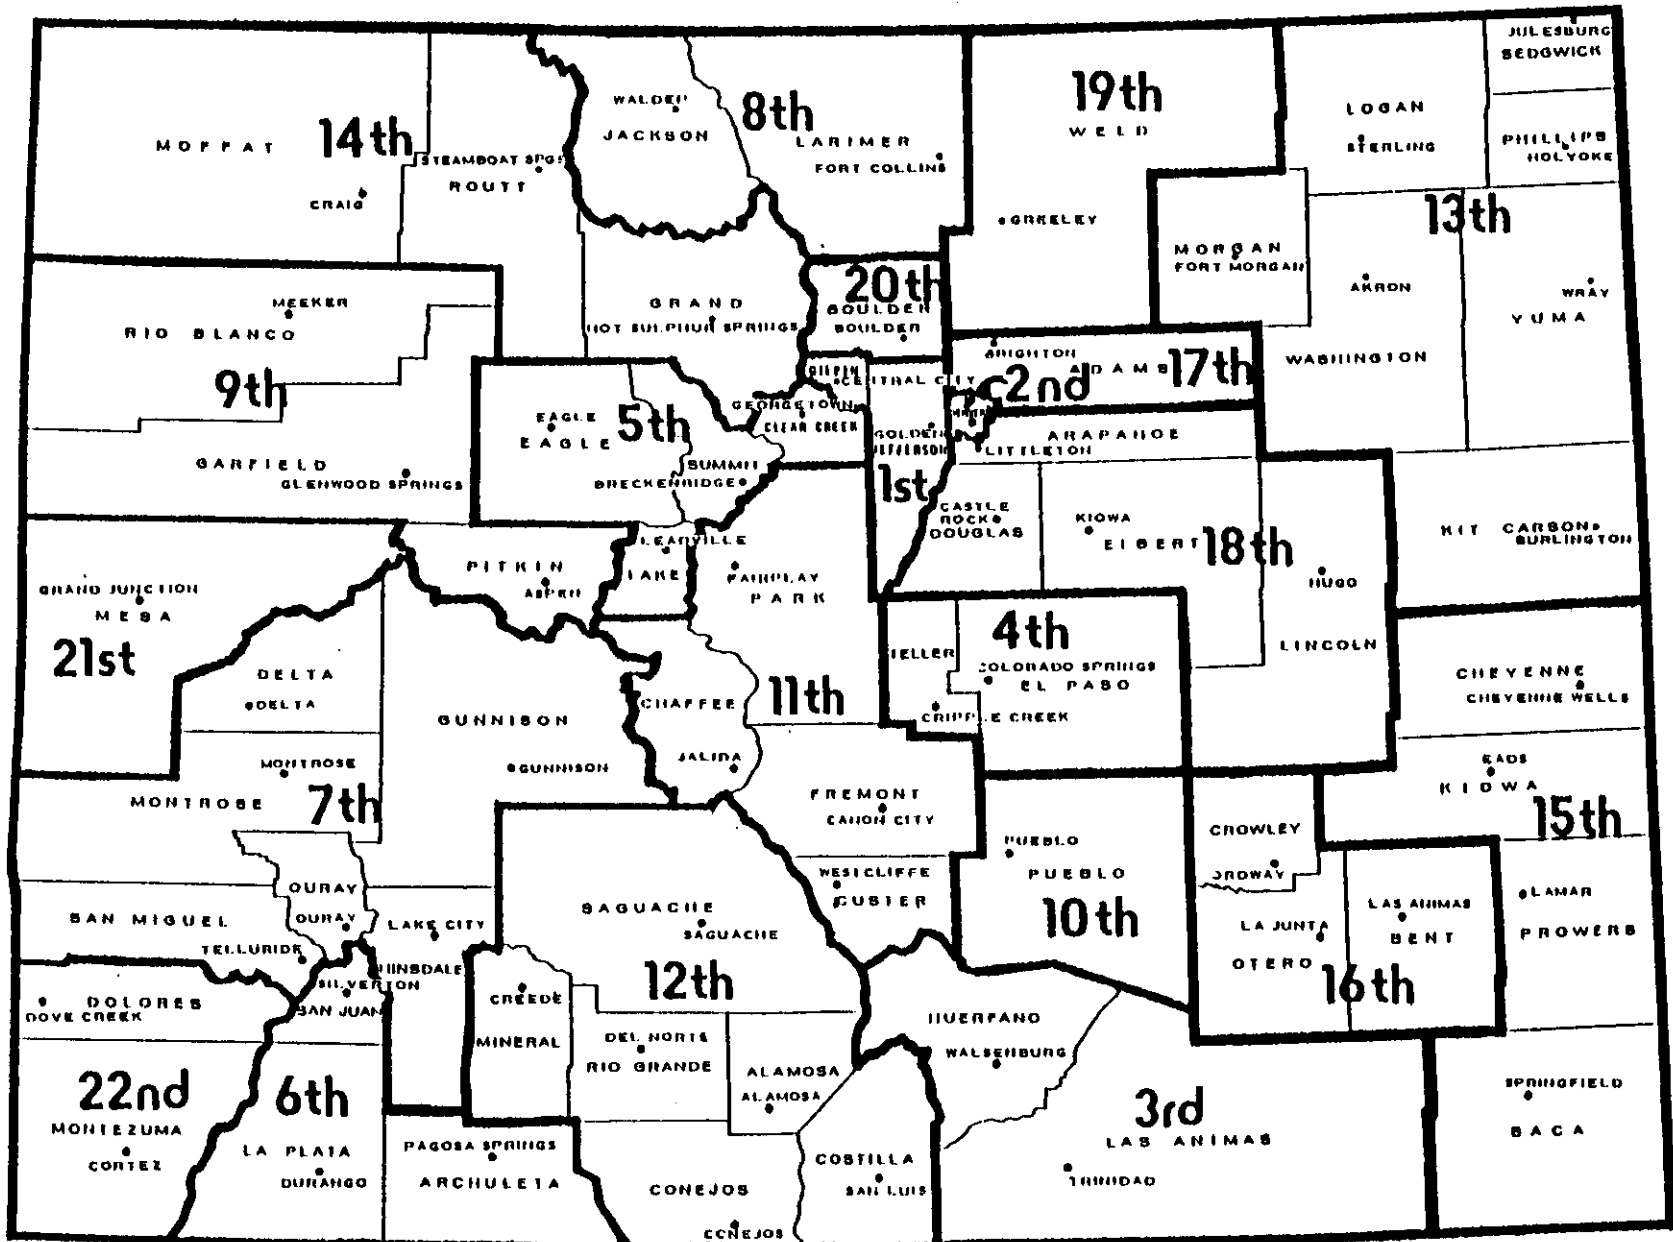 JULESBURG
SEDGWICK
19th
WELD
8th
WALDEN
JACKSON
LARIMER
FORT COLLINS
14th
MOFFAT
CRAIG
ROUTT
LOGAN
STERLING
PHILLIPS
HOLYOKE
13th
GREELEY
MORGAN
FORT MORGAN
AKRON
WRAY
YUMA
WASHINGTON
MEEKER
RIO BLANCO
9th
GRAND
HOT SULPHUR SPRINGS
20th
BOULDER
BOULDER
BRIGHTON
ADAMS
17th
2nd
GILPIN
CENTRAL CITY
GEORGETOWN
CLEAR CREEK
EAGLE
EAGLE
5th
GOLDEN
JEFFERSON
1st
ARAPAHOE
LITTLETON
GARFIELD
GLENWOOD SPRINGS
SUMMIT
BRECKENRIDGE
CASTLE
ROCK
DOUGLAS
KIOWA
ELBERT
18th
KIT CARSON
BURLINGTON
LEADVILLE
LAKE
PITKIN
ASPEN
FAIRPLAY
PARK
HUGO
LINCOLN
GRAND JUNCTION
MESA
21st
4th
TELLER
COLORADO SPRINGS
EL PASO
CRIPPLE CREEK
CHEYENNE
CHEYENNE WELLS
DELTA
DELTA
GUNNISON
GUNNISON
CHAFFEE
11th
MONTROSE
MONTROSE
7th
FREMONT
CANON CITY
EADS
KIOWA
15th
CROWLEY
ORDWAY
PUEBLO
PUEBLO
10th
WESTCLIFFE
CUSTER
OURAY
OURAY
SAN MIGUEL
TELLURIDE
LAKE CITY
HINSDALE
SAGUACHE
SAGUACHE
12th
LA JUNTA
OTERO
LAS ANIMAS
BENT
16th
LAMAR
PROWERS
DOLORES
DOVE CREEK
SILVERTON
SAN JUAN
CREEDE
MINERAL
DEL NORTE
RIO GRANDE
ALAMOSA
ALAMOSA
HUERFANO
WALSENBURG
22nd
MONTEZUMA
CORTEZ
6th
LA PLATA
DURANGO
PAGOSA SPRINGS
ARCHULETA
CONEJOS
CONEJOS
COSTILLA
SAN LUIS
3rd
LAS ANIMAS
TRINIDAD
SPRINGFIELD
BACA